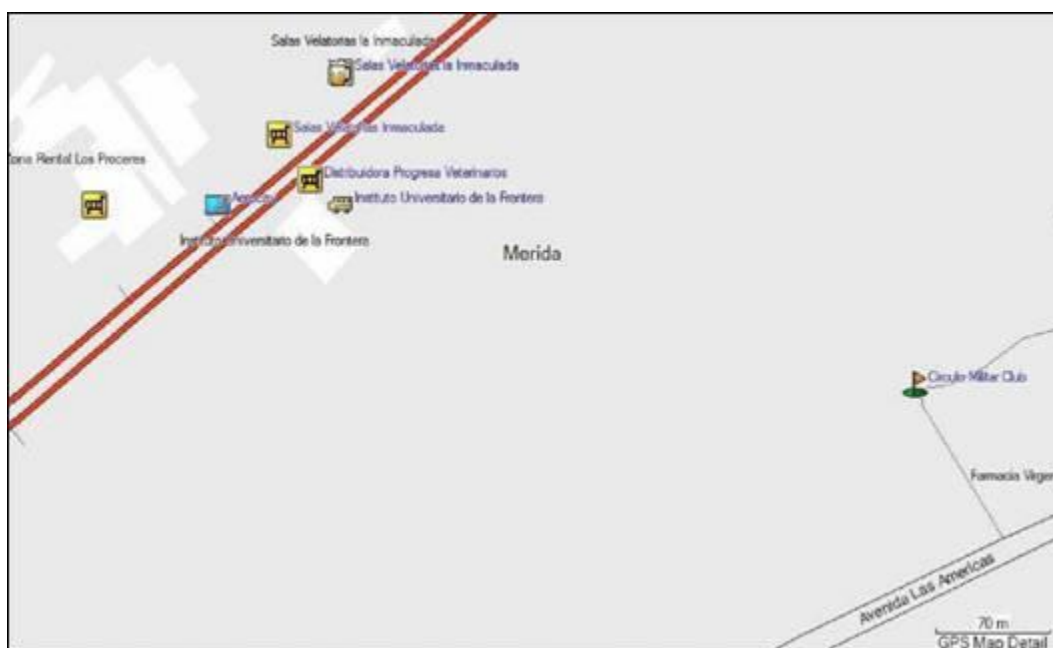 Salas Velatorias la Inmaculada
Salas Velatorias la Inmaculada
Salas Velatorias Inmaculada
Zona Rental Los Proceres
Distribuidora Progresa Veterinarios
Instituto Universitario de la Frontera
Instituto Universitario de la Frontera
Merida
Circulo Militar Club
Farmacia Virgen
Avenida Las Americas
70 m
GPS Map Detail